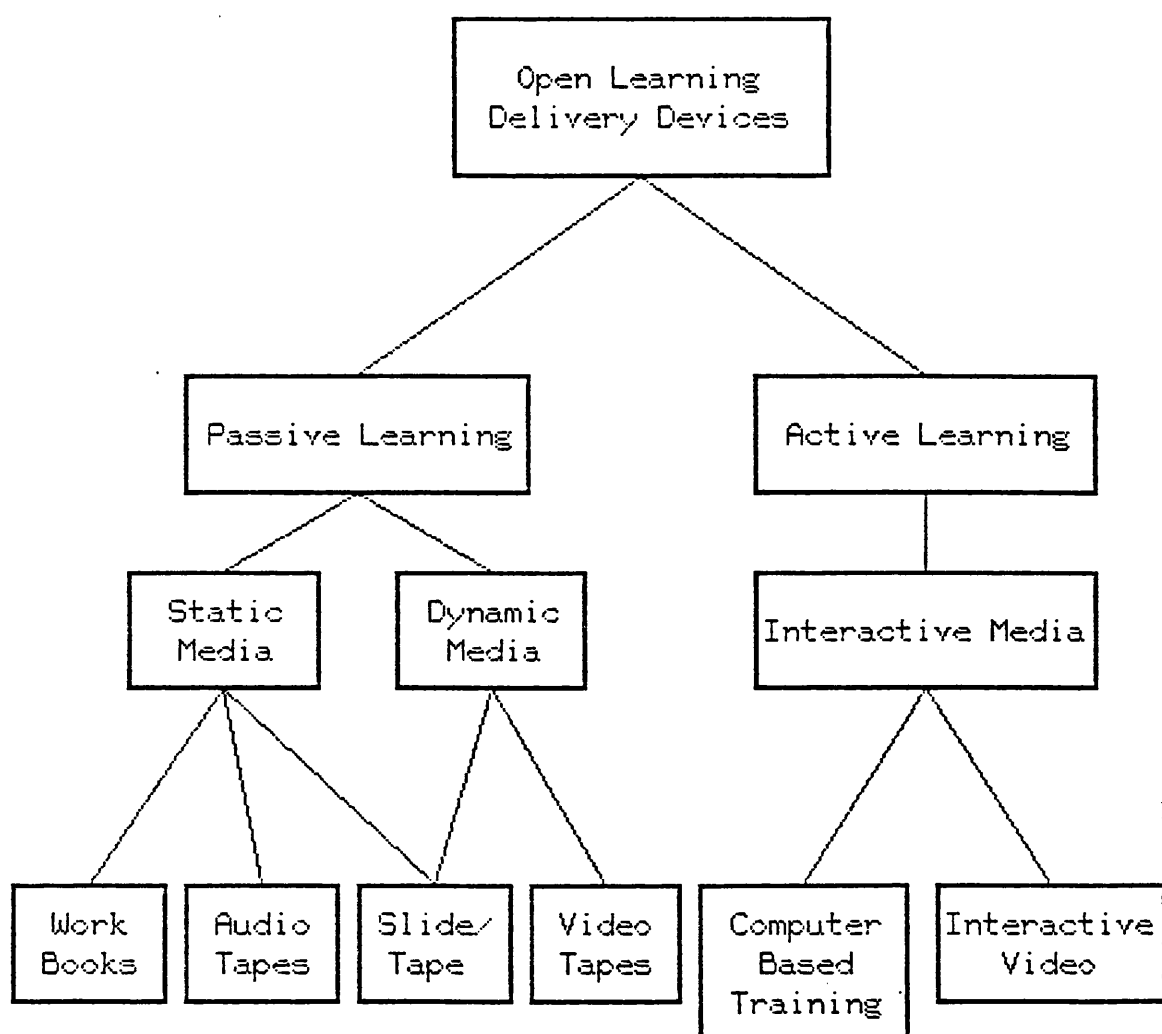 Open Learning
Delivery Devices
Passive Learning
Active Learning
Static
Media
Dynamic
Media
Interactive Media
Work
Books
Audio
Tapes
Slide/
Tape
Video
Tapes
Computer
Based
Training
Interactive
Video